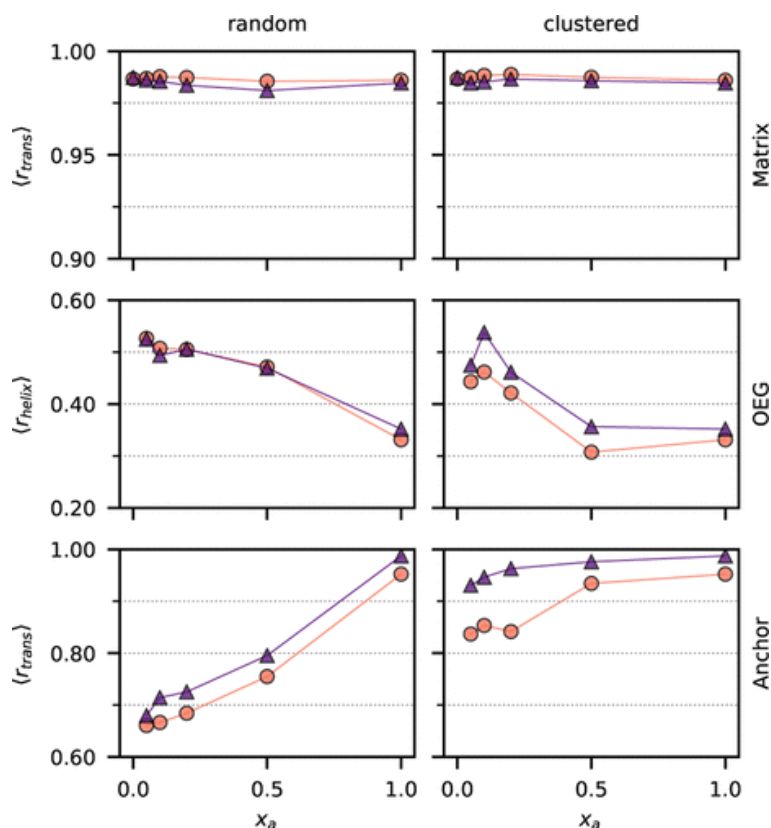 random clustered
1.00
0.95
0.90
⟨r_trans⟩
Matrix
0.60
0.40
0.20
⟨r_helix⟩
OEG
1.00
0.80
0.60
⟨r_trans⟩
Anchor
0.0 0.5 1.0 0.0 0.5 1.0
x_a x_a